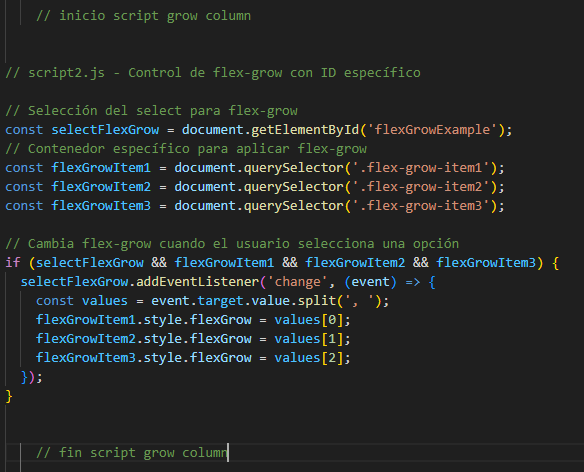 // inicio script grow column
// script2.js - Control de flex-grow con ID específico
// Selección del select para flex-grow
const selectFlexGrow = document.getElementById('flexGrowExample');
// Contenedor específico para aplicar flex-grow
const flexGrowItem1 = document.querySelector('.flex-grow-item1');
const flexGrowItem2 = document.querySelector('.flex-grow-item2');
const flexGrowItem3 = document.querySelector('.flex-grow-item3');
// Cambia flex-grow cuando el usuario selecciona una opción
if (selectFlexGrow && flexGrowItem1 && flexGrowItem2 && flexGrowItem3) {
selectFlexGrow.addEventListener('change', (event) => {
const values = event.target.value.split(', ');
flexGrowItem1.style.flexGrow = values[0];
flexGrowItem2.style.flexGrow = values[1];
flexGrowItem3.style.flexGrow = values[2];
});
}
// fin script grow column